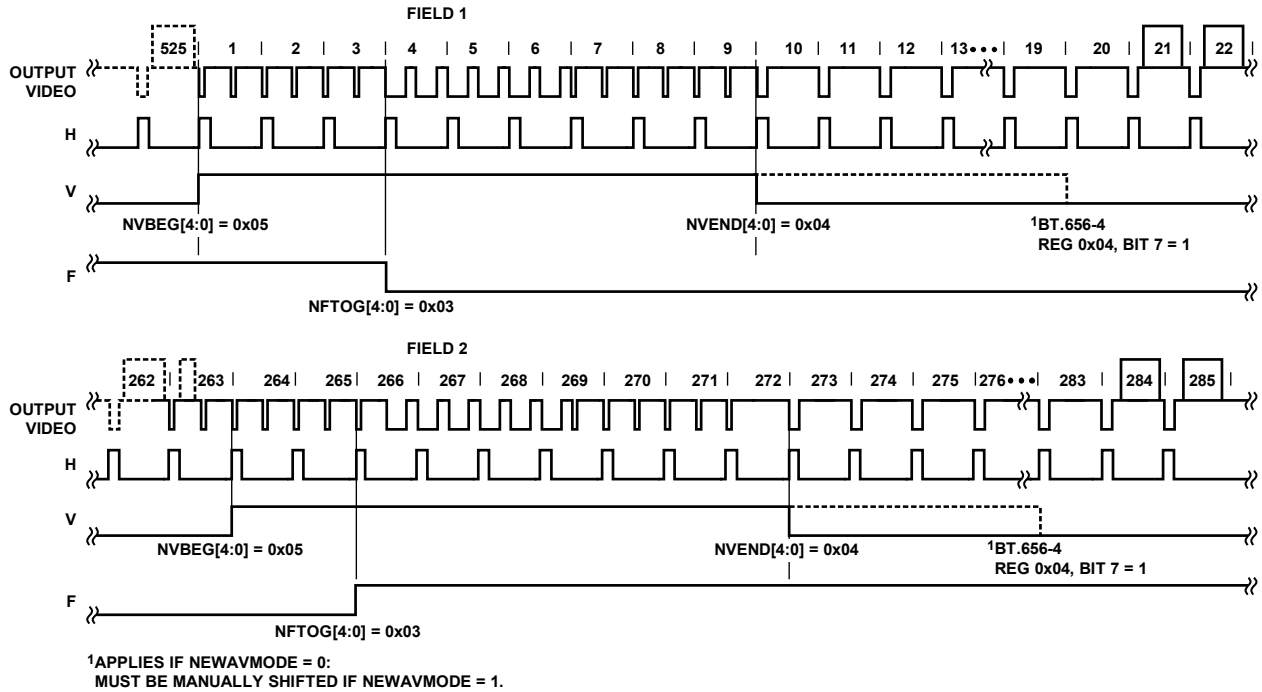 FIELD 1
525 | 1 | 2 | 3 | 4 | 5 | 6 | 7 | 8 | 9 | 10 | 11 | 12 | 13••• | 19 | 20 | 21 | 22 |
OUTPUT
VIDEO
H
V
NVBEG[4:0] = 0x05
NVEND[4:0] = 0x04
1BT.656-4
REG 0x04, BIT 7 = 1
F
NFTOG[4:0] = 0x03
FIELD 2
262 | 263 | 264 | 265 | 266 | 267 | 268 | 269 | 270 | 271 | 272 | 273 | 274 | 275 | 276••• | 283 | 284 | 285 |
OUTPUT
VIDEO
H
V
NVBEG[4:0] = 0x05
NVEND[4:0] = 0x04
1BT.656-4
REG 0x04, BIT 7 = 1
F
NFTOG[4:0] = 0x03
1APPLIES IF NEWAVMODE = 0:
MUST BE MANUALLY SHIFTED IF NEWAVMODE = 1.